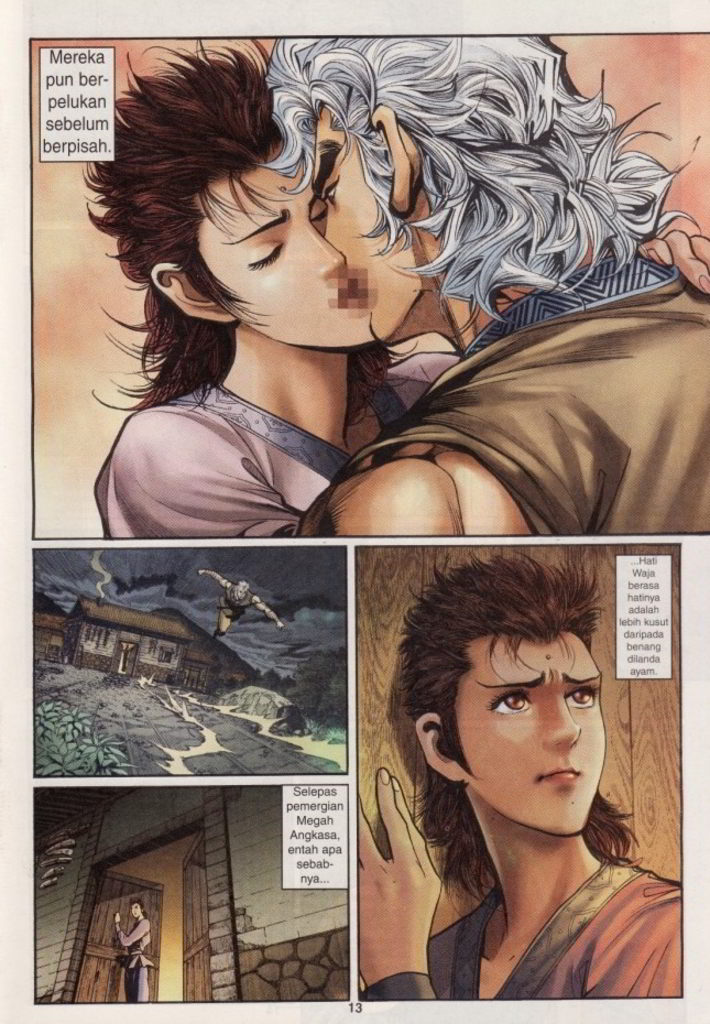 Mereka
pun ber-
pelukan
sebelum
berpisah.
...Hati
Waja
berasa
hatinya
adalah
lebih kusut
daripada
benang
dilanda
ayam.
Selepas
pemergian
Megah
Angkasa,
entah apa
sebab-
nya...
13